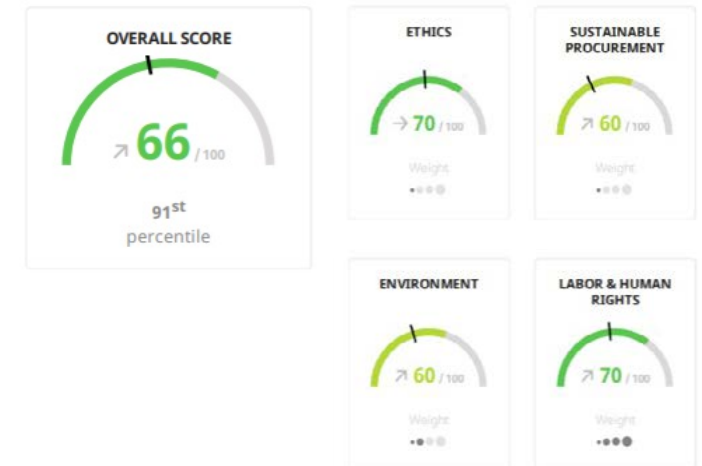 OVERALL SCORE
66 / 100
91st
percentile
ETHICS
70 / 100
Weight
SUSTAINABLE
PROCUREMENT
60 / 100
Weight
ENVIRONMENT
60 / 100
Weight
LABOR & HUMAN
RIGHTS
70 / 100
Weight